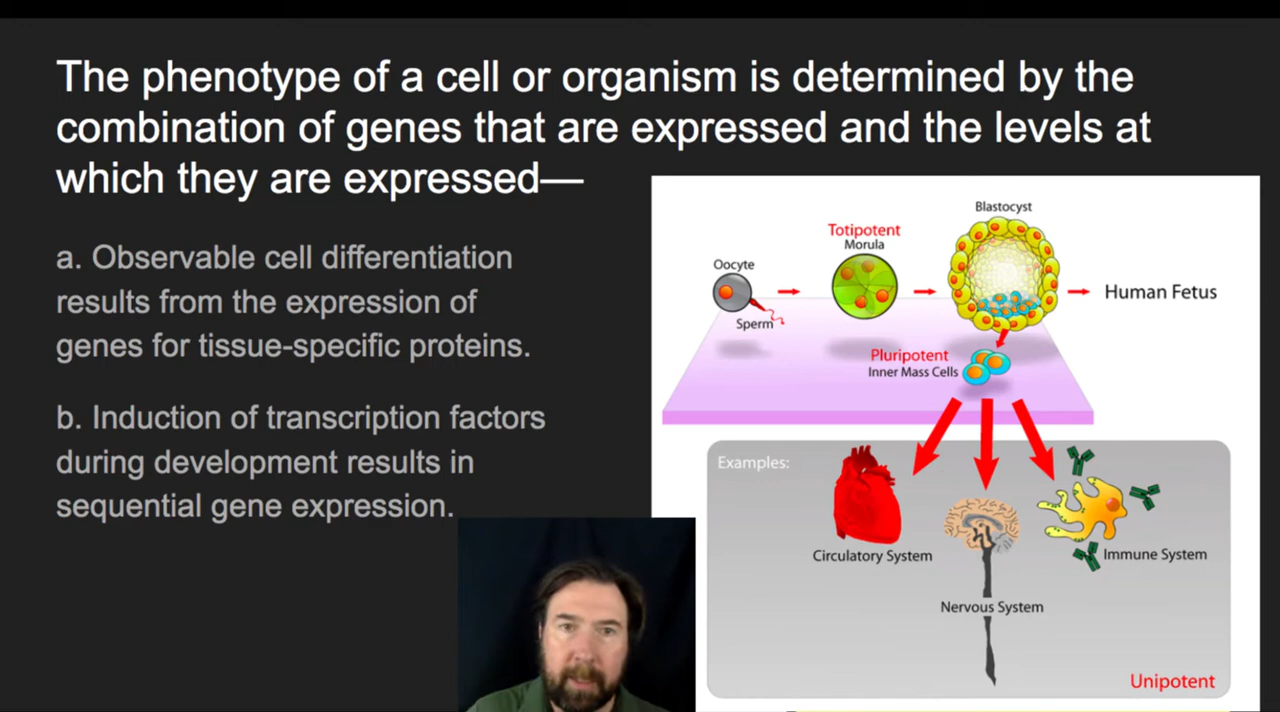 The phenotype of a cell or organism is determined by the
combination of genes that are expressed and the levels at
which they are expressed—
a. Observable cell differentiation
results from the expression of
genes for tissue-specific proteins.
b. Induction of transcription factors
during development results in
sequential gene expression.
Blastocyst
Totipotent
Morula
Oocyte
Sperm
Human Fetus
Pluripotent
Inner Mass Cells
Examples:
Circulatory System
Immune System
Nervous System
Unipotent